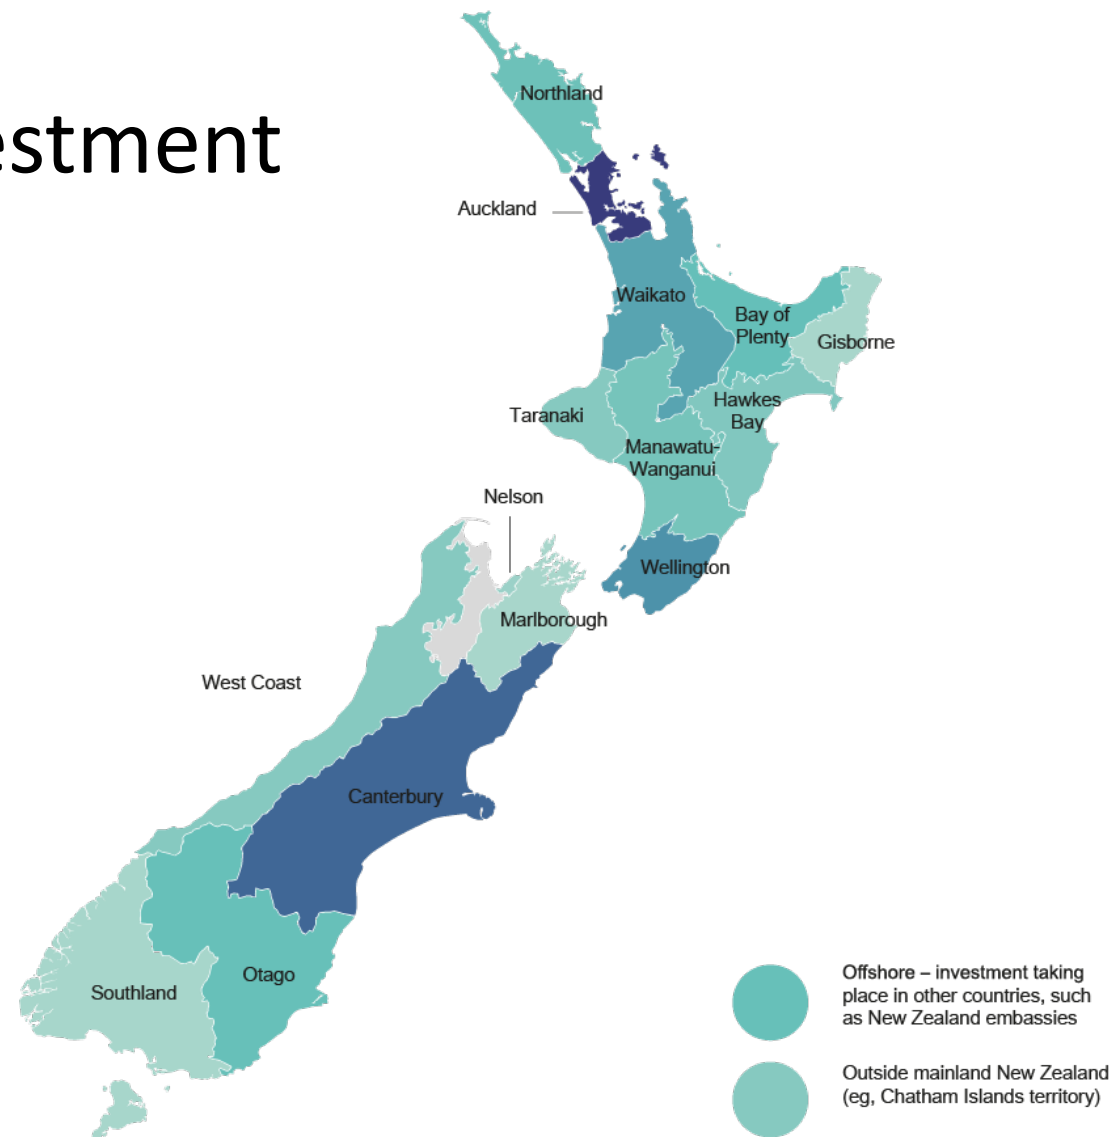 estment
Northland
Auckland
Waikato
Bay of
Plenty
Gisborne
Hawkes
Bay
Taranaki
Manawatu-
Wanganui
Nelson
Wellington
Marlborough
West Coast
Canterbury
Otago
Southland
Offshore – investment taking
place in other countries, such
as New Zealand embassies
Outside mainland New Zealand
(eg, Chatham Islands territory)